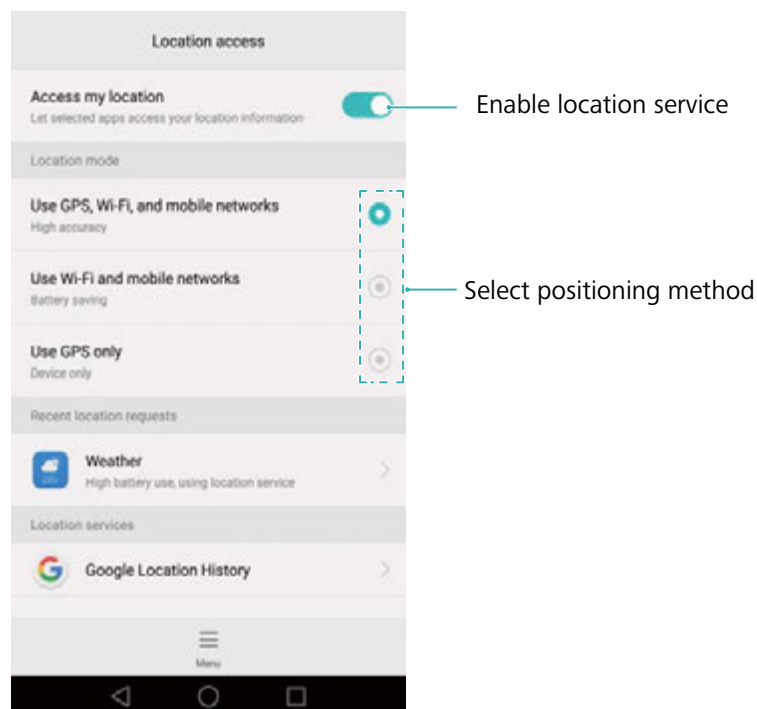 Location access
Access my location
Let selected apps access your location information
Enable location service
Location mode
Use GPS, Wi-Fi, and mobile networks
High accuracy
Use Wi-Fi and mobile networks
Battery saving
Select positioning method
Use GPS only
Device only
Recent location requests
Weather
High battery use, using location service
Location services
Google Location History
Menu